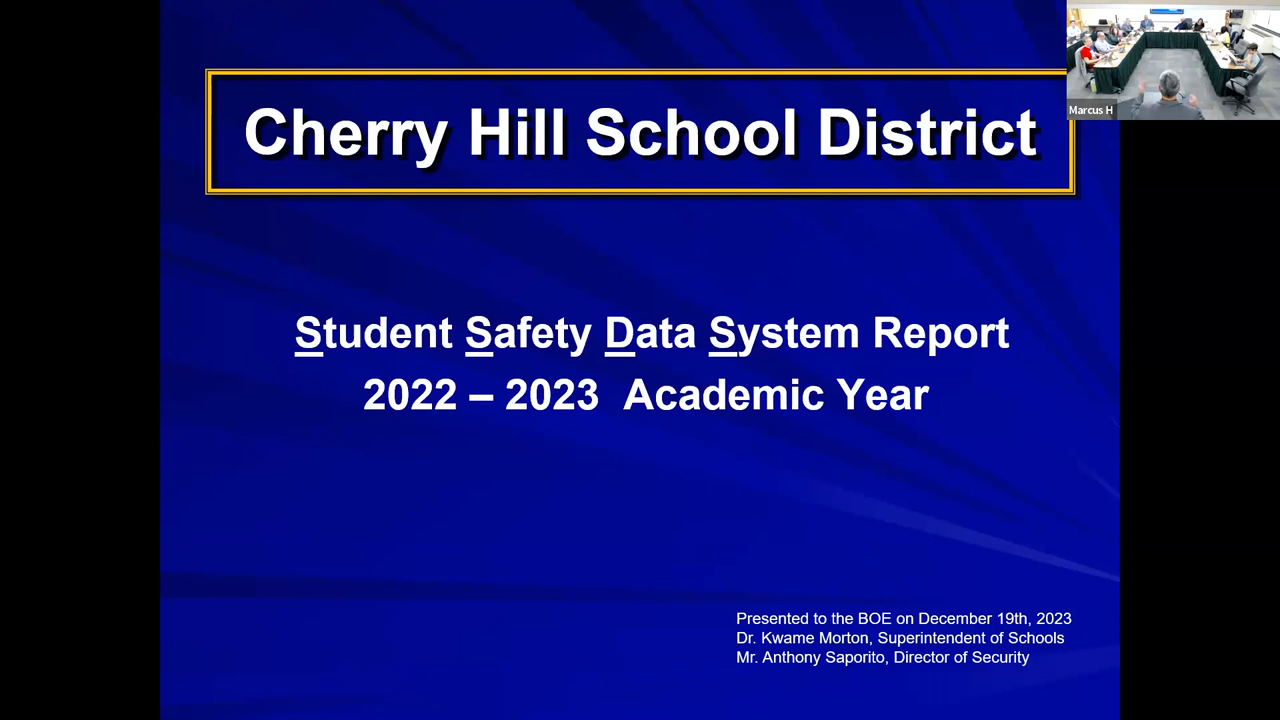 Cherry Hill School District
Marcus H
Student Safety Data System Report
2022 – 2023 Academic Year
Presented to the BOE on December 19th, 2023
Dr. Kwame Morton, Superintendent of Schools
Mr. Anthony Saporito, Director of Security